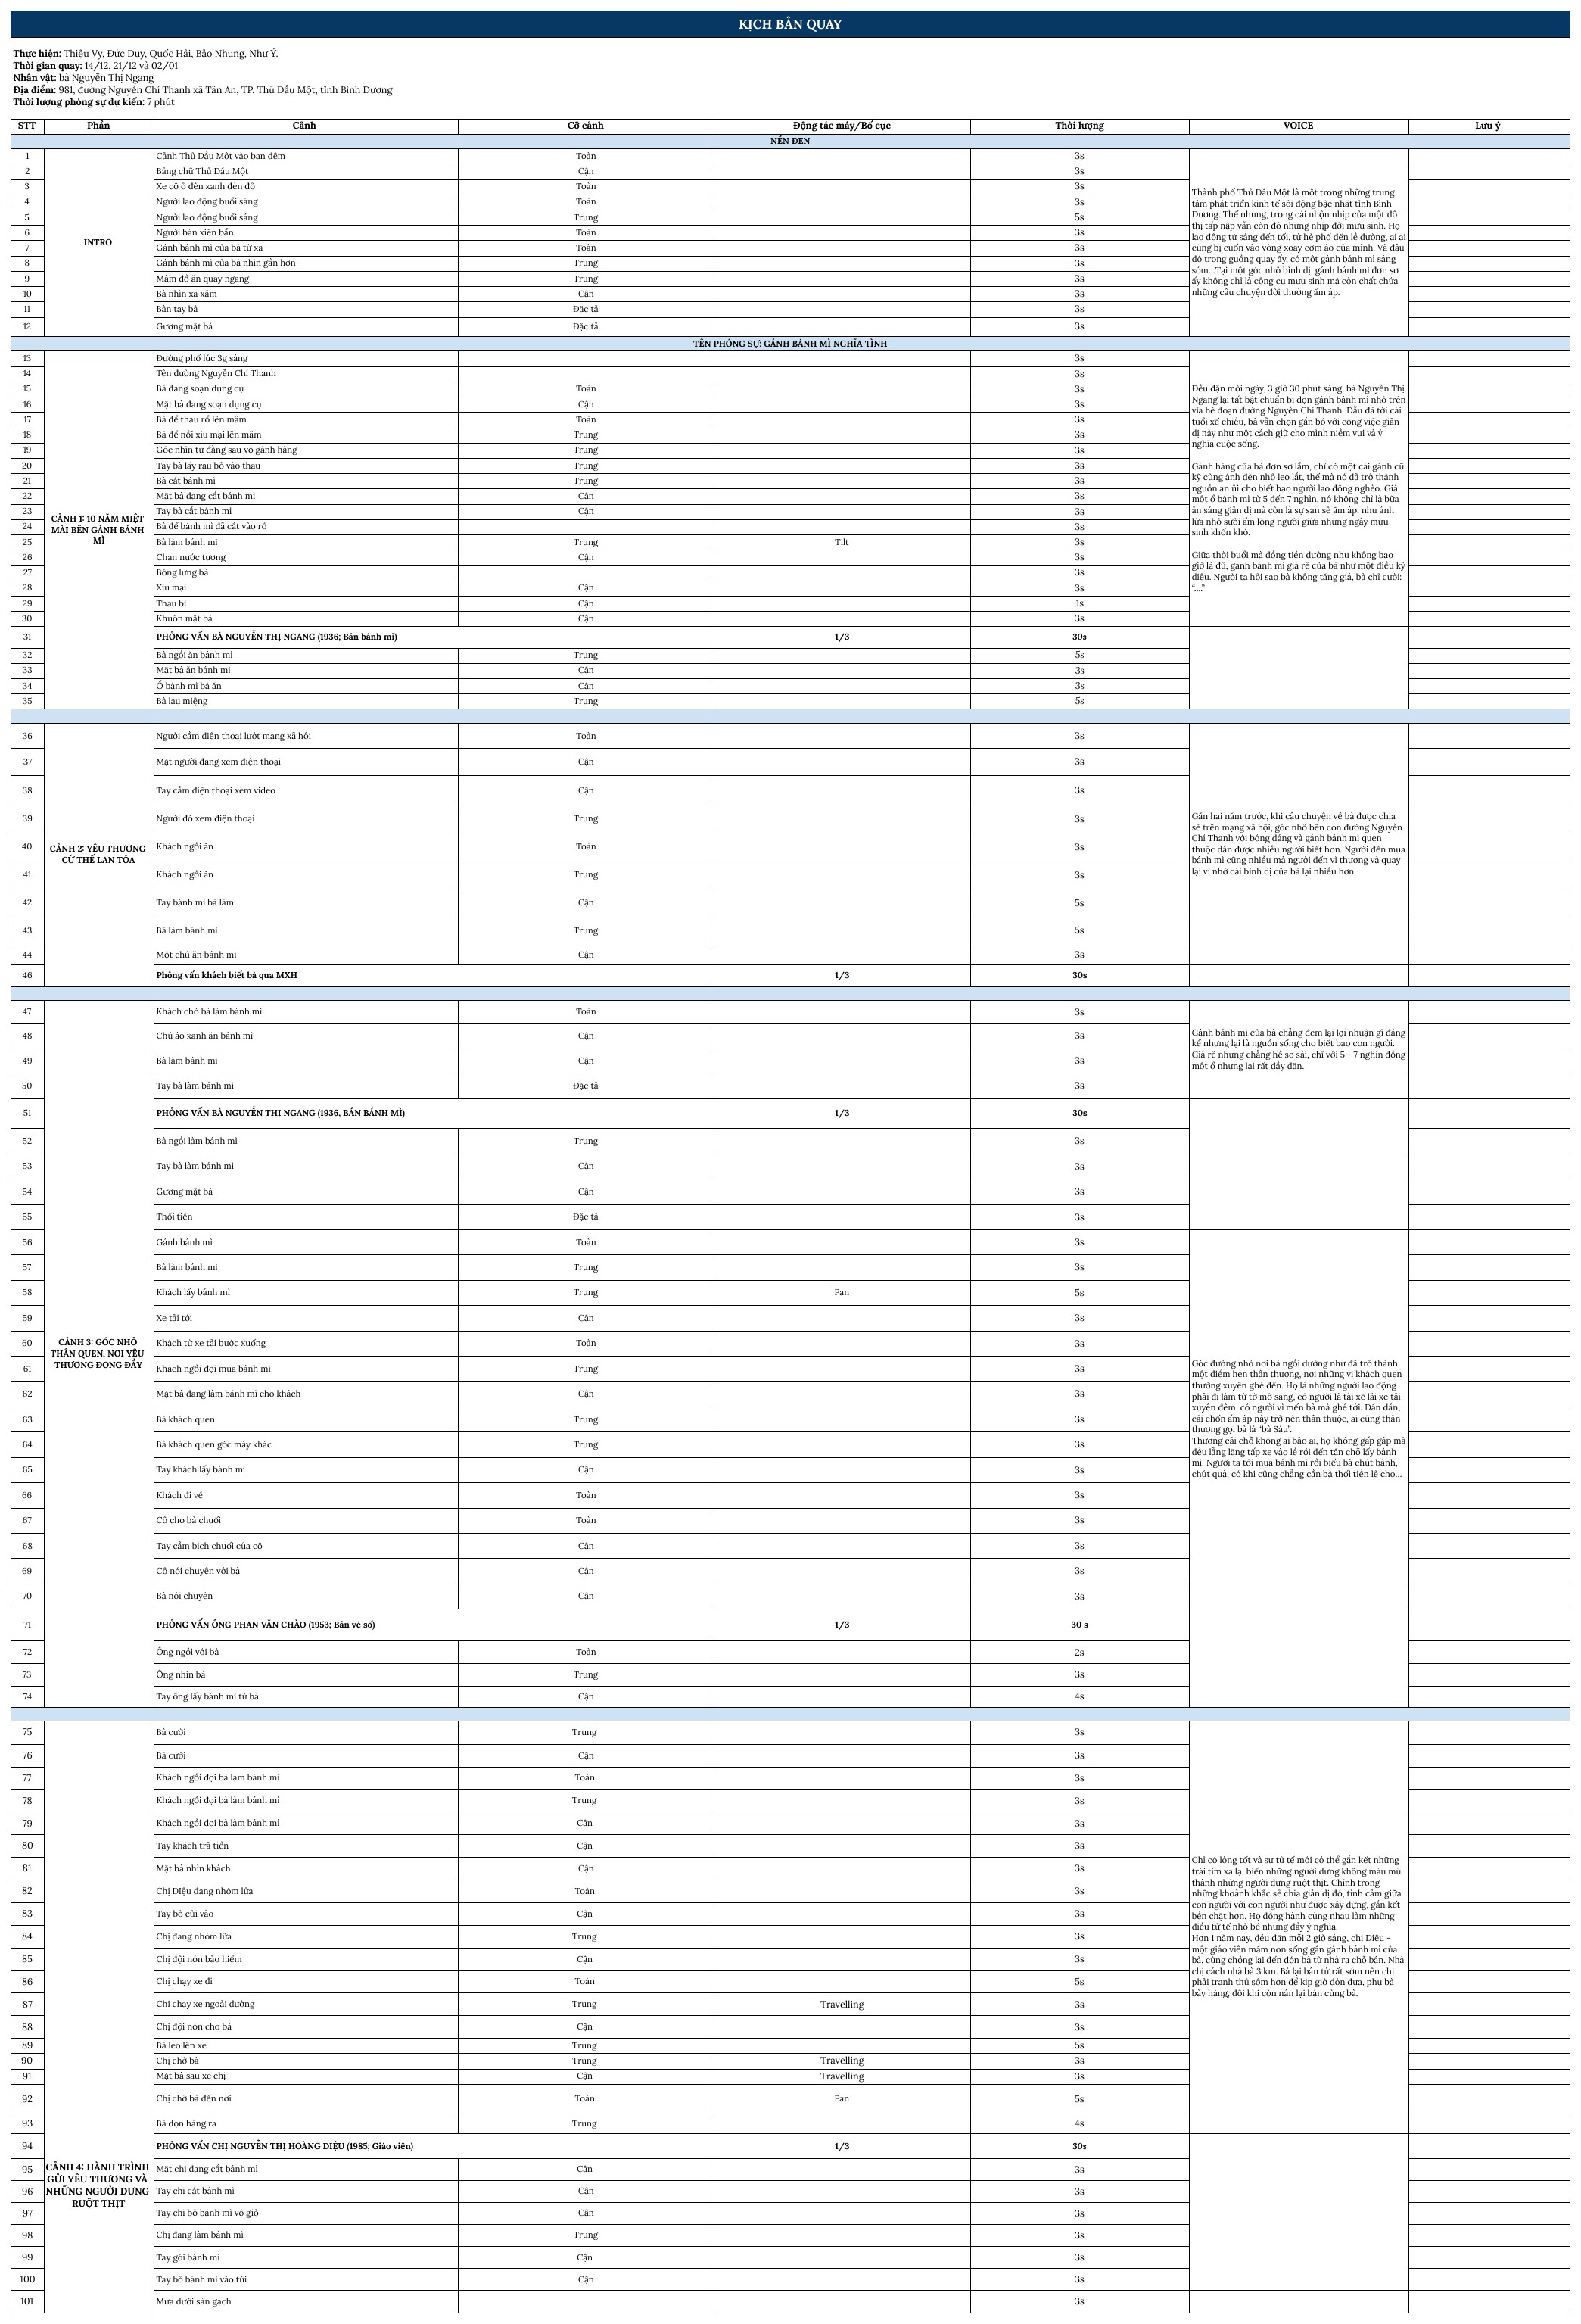 KỊCH BẢN QUAY
Thực hiện: Thiệu Vy, Đức Duy, Quốc Hải, Bảo Nhung, Như Ý.
Thời gian quay: 14/12, 21/12 và 02/01
Nhân vật: bà Nguyễn Thị Ngang
Địa điểm: 981, đường Nguyễn Chí Thanh xã Tân An, TP. Thủ Dầu Một, tỉnh Bình Dương
Thời lượng phóng sự dự kiến: 7 phút
STT Phần Cảnh Cỡ cảnh Động tác máy/Bố cục Thời lượng VOICE Lưu ý
NỀN ĐEN
INTRO
1 Cảnh Thủ Dầu Một vào ban đêm Toàn 3s
2 Bảng chữ Thủ Dầu Một Cận 3s
3 Xe cộ ở đèn xanh đèn đỏ Toàn 3s
4 Người lao động buổi sáng Toàn 3s
5 Người lao động buổi sáng Trung 5s
6 Người bán xiên bẩn Toàn 3s
7 Gánh bánh mì của bà từ xa Toàn 3s
8 Gánh bánh mì của bà nhìn gần hơn Trung 3s
9 Mâm đồ ăn quay ngang Trung 3s
10 Bà nhìn xa xăm Cận 3s
11 Bàn tay bà Đặc tả 3s
12 Gương mặt bà Đặc tả 3s
Thành phố Thủ Dầu Một là một trong những trung
tâm phát triển kinh tế sôi động bậc nhất tỉnh Bình
Dương. Thế nhưng, trong cái nhộn nhịp của một đô
thị tấp nập vẫn còn đó những nhịp đời mưu sinh. Họ
lao động từ sáng đến tối, từ hè phố đến lề đường, ai ai
cũng bị cuốn vào vòng xoay cơm áo của mình. Và đâu
đó trong guồng quay ấy, có một gánh bánh mì sáng
sớm...Tại một góc nhỏ bình dị, gánh bánh mì đơn sơ
ấy không chỉ là công cụ mưu sinh mà còn chất chứa
những câu chuyện đời thường ấm áp.
TÊN PHÓNG SỰ: GÁNH BÁNH MÌ NGHĨA TÌNH
CẢNH 1: 10 NĂM MIỆT
MÀI BÊN GÁNH BÁNH
MÌ
13 Đường phố lúc 3g sáng 3s
14 Tên đường Nguyễn Chí Thanh 3s
15 Bà đang soạn dụng cụ Toàn 3s
16 Mặt bà đang soạn dụng cụ Cận 3s
17 Bà để thau rổ lên mâm Toàn 3s
18 Bà để nồi xíu mại lên mâm Trung 3s
19 Góc nhìn từ đằng sau vô gánh hàng Trung 3s
20 Tay bà lấy rau bỏ vào thau Trung 3s
21 Bà cắt bánh mì Trung 3s
22 Mặt bà đang cắt bánh mì Cận 3s
23 Tay bà cắt bánh mì Cận 3s
24 Bà để bánh mì đã cắt vào rổ 3s
25 Bà làm bánh mì Trung Tilt 3s
26 Chan nước tương Cận 3s
27 Bóng lưng bà 3s
28 Xíu mại Cận 3s
29 Thau bì Cận 1s
30 Khuôn mặt bà Cận 3s
Đều đặn mỗi ngày, 3 giờ 30 phút sáng, bà Nguyễn Thị
Ngang lại tất bật chuẩn bị dọn gánh bánh mì nhỏ trên
vỉa hè đoạn đường Nguyễn Chí Thanh. Dẫu đã tới cái
tuổi xế chiều, bà vẫn chọn gắn bó với công việc giản
dị này như một cách giữ cho mình niềm vui và ý
nghĩa cuộc sống.
Gánh hàng của bà đơn sơ lắm, chỉ có một cái gánh cũ
kỹ cùng ánh đèn nhỏ leo lắt, thế mà nó đã trở thành
nguồn an ủi cho biết bao người lao động nghèo. Giá
một ổ bánh mì từ 5 đến 7 nghìn, nó không chỉ là bữa
ăn sáng giản dị mà còn là sự san sẻ ấm áp, như ánh
lửa nhỏ sưởi ấm lòng người giữa những ngày mưu
sinh khốn khó.
Giữa thời buổi mà đồng tiền dường như không bao
giờ là đủ, gánh bánh mì giá rẻ của bà như một điều kỳ
diệu. Người ta hỏi sao bà không tăng giá, bà chỉ cười:
“....”
31 PHỎNG VẤN BÀ NGUYỄN THỊ NGANG (1936; Bán bánh mì) 1/3 30s
32 Bà ngồi ăn bánh mì Trung 5s
33 Mặt bà ăn bánh mì Cận 3s
34 Ổ bánh mì bà ăn Cận 3s
35 Bà lau miệng Trung 5s
CẢNH 2: YÊU THƯƠNG
CỨ THẾ LAN TỎA
36 Người cầm điện thoại lướt mạng xã hội Toàn 3s
37 Mặt người đang xem điện thoại Cận 3s
38 Tay cầm điện thoại xem video Cận 3s
39 Người đó xem điện thoại Trung 3s
40 Khách ngồi ăn Toàn 3s
41 Khách ngồi ăn Trung 3s
42 Tay bánh mì bà làm Cận 5s
43 Bà làm bánh mì Trung 5s
44 Một chú ăn bánh mì Cận 3s
Gần hai năm trước, khi câu chuyện về bà được chia
sẻ trên mạng xã hội, góc nhỏ bên con đường Nguyễn
Chí Thanh với bóng dáng và gánh bánh mì quen
thuộc dần được nhiều người biết hơn. Người đến mua
bánh mì cũng nhiều mà người đến vì thương và quay
lại vì nhớ cái bình dị của bà lại nhiều hơn.
46 Phỏng vấn khách biết bà qua MXH 1/3 30s
CẢNH 3: GÓC NHỎ
THÂN QUEN, NƠI YÊU
THƯƠNG ĐONG ĐẦY
47 Khách chờ bà làm bánh mì Toàn 3s
48 Chú áo xanh ăn bánh mì Cận 3s
49 Bà làm bánh mì Cận 3s
50 Tay bà làm bánh mì Đặc tả 3s
Gánh bánh mì của bà chẳng đem lại lợi nhuận gì đáng
kể nhưng lại là nguồn sống cho biết bao con người.
Giá rẻ nhưng chẳng hề sơ sài, chỉ với 5 - 7 nghìn đồng
một ổ nhưng lại rất đầy đặn.
51 PHỎNG VẤN BÀ NGUYỄN THỊ NGANG (1936, BÁN BÁNH MÌ) 1/3 30s
52 Bà ngồi làm bánh mì Trung 3s
53 Tay bà làm bánh mì Cận 3s
54 Gương mặt bà Cận 3s
55 Thối tiền Đặc tả 3s
56 Gánh bánh mì Toàn 3s
57 Bà làm bánh mì Trung 3s
58 Khách lấy bánh mì Trung Pan 5s
59 Xe tải tới Cận 3s
60 Khách từ xe tải bước xuống Toàn 3s
61 Khách ngồi đợi mua bánh mì Trung 3s
62 Mặt bà đang làm bánh mì cho khách Cận 3s
63 Bà khách quen Trung 3s
64 Bà khách quen góc máy khác Trung 3s
65 Tay khách lấy bánh mì Cận 3s
66 Khách đi về Toàn 3s
67 Cô cho bà chuối Toàn 3s
68 Tay cầm bịch chuối của cô Cận 3s
69 Cô nói chuyện với bà Cận 3s
70 Bà nói chuyện Cận 3s
Góc đường nhỏ nơi bà ngồi dường như đã trở thành
một điểm hẹn thân thương, nơi những vị khách quen
thường xuyên ghé đến. Họ là những người lao động
phải đi làm từ tờ mờ sáng, có người là tài xế lái xe tải
xuyên đêm, có người vì mến bà mà ghé tới. Dần dần,
cái chốn ấm áp này trở nên thân thuộc, ai cũng thân
thương gọi bà là “bà Sáu”.
Thương cái chỗ không ai bảo ai, họ không gấp gáp mà
đều lẳng lặng tấp xe vào lề rồi đến tận chỗ lấy bánh
mì. Người ta tới mua bánh mì rồi biếu bà chút bánh,
chút quà, có khi cũng chẳng cần bà thối tiền lẻ cho...
71 PHỎNG VẤN ÔNG PHAN VĂN CHÀO (1953; Bán vé số) 1/3 30 s
72 Ông ngồi với bà Toàn 2s
73 Ông nhìn bà Trung 3s
74 Tay ông lấy bánh mì từ bà Cận 4s
75 Bà cười Trung 3s
76 Bà cười Cận 3s
77 Khách ngồi đợi bà làm bánh mì Toàn 3s
78 Khách ngồi đợi bà làm bánh mì Trung 3s
79 Khách ngồi đợi bà làm bánh mì Cận 3s
80 Tay khách trả tiền Cận 3s
81 Mặt bà nhìn khách Cận 3s
82 Chị DIệu đang nhóm lửa Toàn 3s
83 Tay bỏ củi vào Cận 3s
84 Chị đang nhóm lửa Trung 3s
85 Chị đội nón bảo hiểm Cận 3s
86 Chị chạy xe đi Toàn 5s
87 Chị chạy xe ngoài đường Trung Travelling 3s
88 Chị đội nón cho bà Cận 3s
89 Bà leo lên xe Trung 5s
90 Chị chở bà Trung Travelling 3s
91 Mặt bà sau xe chị Cận Travelling 3s
92 Chị chở bà đến nơi Toàn Pan 5s
93 Bà dọn hàng ra Trung 4s
Chỉ có lòng tốt và sự tử tế mới có thể gắn kết những
trái tim xa lạ, biến những người dưng không máu mủ
thành những người dưng ruột thịt. Chính trong
những khoảnh khắc sẻ chia giản dị đó, tình cảm giữa
con người với con người như được xây dựng, gắn kết
bền chặt hơn. Họ đồng hành cùng nhau làm những
điều tử tế nhỏ bé nhưng đầy ý nghĩa.
Hơn 1 năm nay, đều đặn mỗi 2 giờ sáng, chị Diệu -
một giáo viên mầm non sống gần gánh bánh mì của
bà, cùng chồng lại đến đón bà từ nhà ra chỗ bán. Nhà
chị cách nhà bà 3 km. Bà lại bán từ rất sớm nên chị
phải tranh thủ sớm hơn để kịp giờ đón đưa, phụ bà
bày hàng, đôi khi còn nán lại bán cùng bà.
94 PHỎNG VẤN CHỊ NGUYỄN THỊ HOÀNG DIỆU (1985; Giáo viên) 1/3 30s
CẢNH 4: HÀNH TRÌNH
GỬI YÊU THƯƠNG VÀ
NHỮNG NGƯỜI DƯNG
RUỘT THỊT
95 Mặt chị đang cắt bánh mì Cận 3s
96 Tay chị cắt bánh mì Cận 3s
97 Tay chị bỏ bánh mì vô giỏ Cận 3s
98 Chị đang làm bánh mì Trung 3s
99 Tay gói bánh mì Cận 3s
100 Tay bỏ bánh mì vào túi Cận 3s
101 Mưa dưới sàn gạch 3s